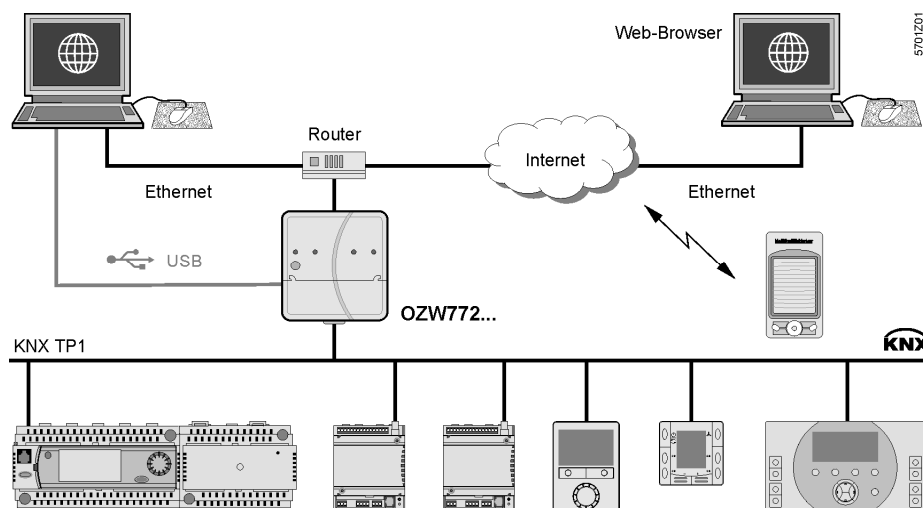 Web-Browser
5701Z01
Router
Internet
Ethernet
Ethernet
USB
OZW772...
KNX TP1
KNX